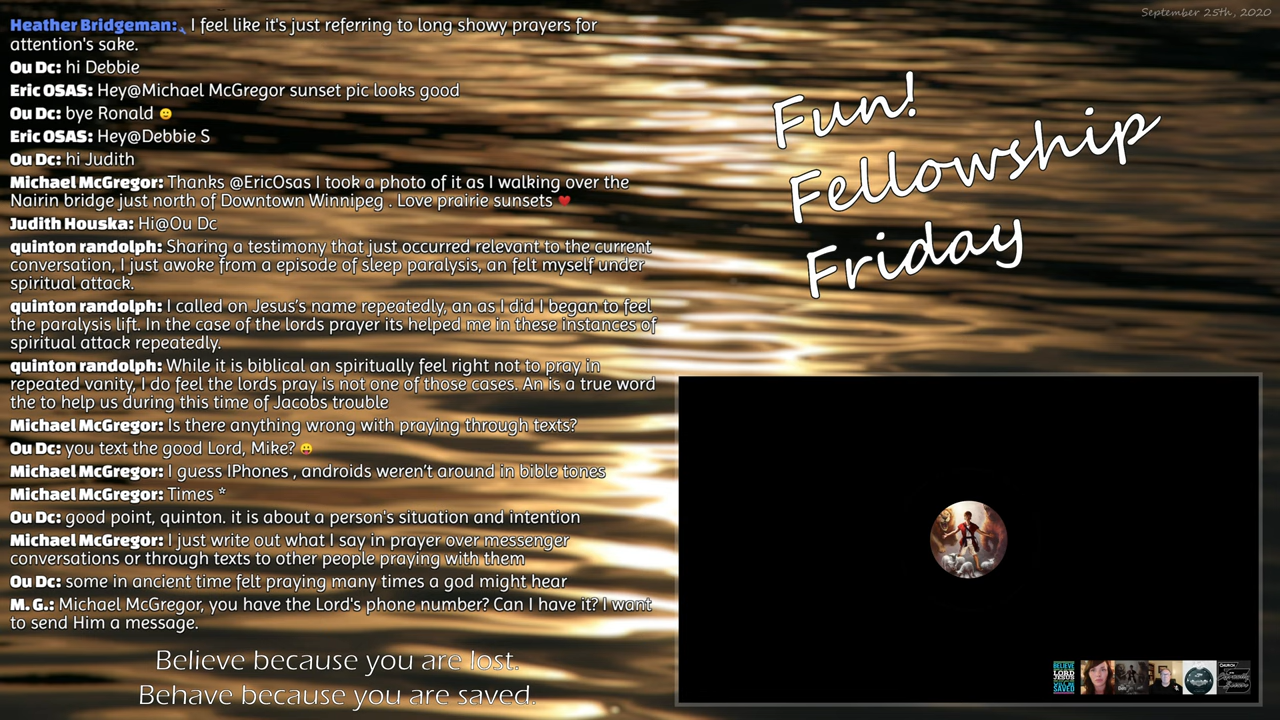 September 25th, 2020
Heather Bridgeman: I feel like it's just referring to long showy prayers for
attention's sake.
Ou Dc: hi Debbie
Eric OSAS: Hey@Michael McGregor sunset pic looks good
Ou Dc: bye Ronald 🙂
Eric OSAS: Hey@Debbie S
Ou Dc: hi Judith
Michael McGregor: Thanks @EricOsas I took a photo of it as I walking over the
Nairin bridge just north of Downtown Winnipeg . Love prairie sunsets ❤️
Judith Houska: Hi@Ou Dc
quinton randolph: Sharing a testimony that just occurred relevant to the current
conversation, I just awoke from a episode of sleep paralysis, an felt myself under
spiritual attack.
quinton randolph: I called on Jesus's name repeatedly, an as I did I began to feel
the paralysis lift. In the case of the lords prayer its helped me in these instances of
spiritual attack repeatedly.
quinton randolph: While it is biblical an spiritually feel right not to pray in
repeated vanity, I do feel the lords pray is not one of those cases. An is a true word
the to help us during this time of Jacobs trouble
Michael McGregor: Is there anything wrong with praying through texts?
Ou Dc: you text the good Lord, Mike? 😛
Michael McGregor: I guess IPhones , androids weren't around in bible tones
Michael McGregor: Times *
Ou Dc: good point, quinton. it is about a person's situation and intention
Michael McGregor: I just write out what I say in prayer over messenger
conversations or through texts to other people praying with them
Ou Dc: some in ancient time felt praying many times a god might hear
M. G.: Michael McGregor, you have the Lord's phone number? Can I have it? I want
to send Him a message.
Believe because you are lost.
Behave because you are saved.
Fun!
Fellowship
Friday
BELIEVE
LORD
JESUS
SAVED
CHURCH